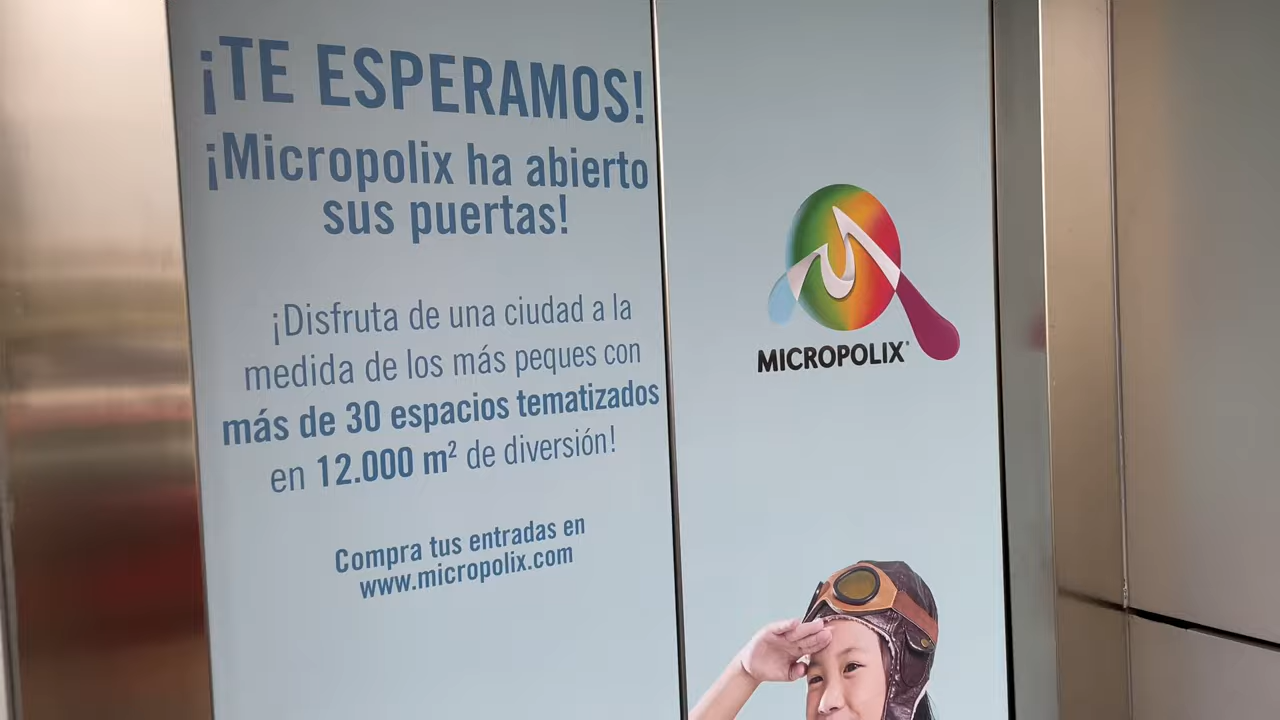 ¡TE ESPERAMOS!
¡Micropolix ha abierto
sus puertas!
¡Disfruta de una ciudad a la
medida de los más peques con
más de 30 espacios tematizados
en 12.000 m² de diversión!
Compra tus entradas en
www.micropolix.com
MICROPOLIX®